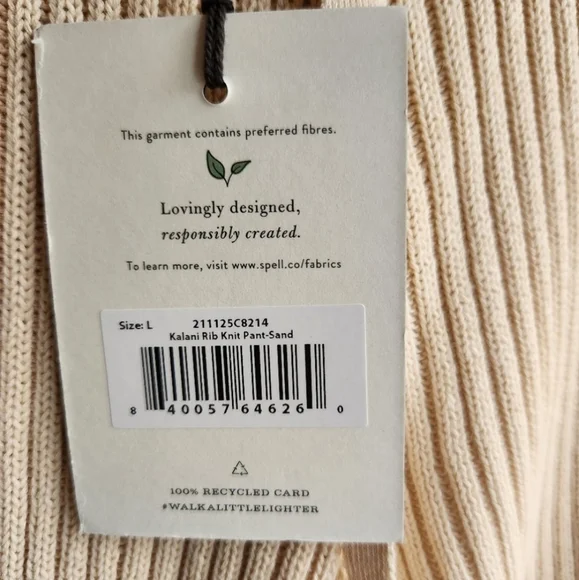 This garment contains preferred fibres.
Lovingly designed,
responsibly created.
To learn more, visit www.spell.co/fabrics
Size: L 211125C8214
Kalani Rib Knit Pant-Sand
8 40057 64626 0
100% RECYCLED CARD
#WALKALITTLELIGHTER